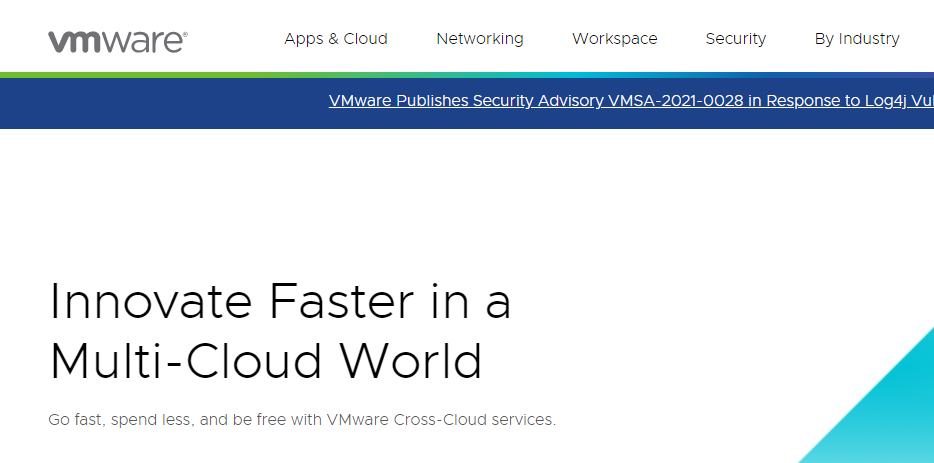 vmware®
Apps & Cloud Networking Workspace Security By Industry
VMware Publishes Security Advisory VMSA-2021-0028 in Response to Log4j
Innovate Faster in a
Multi-Cloud World
Go fast, spend less, and be free with VMware Cross-Cloud services.